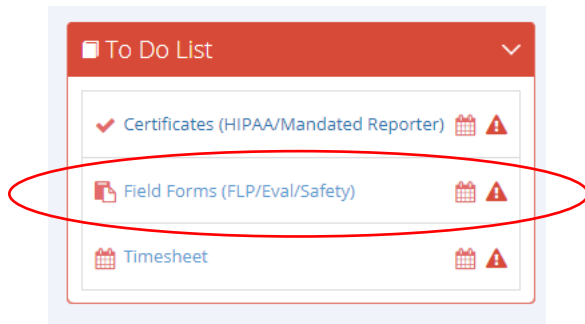 To Do List
Certificates (HIPAA/Mandated Reporter)
Field Forms (FLP/Eval/Safety)
Timesheet